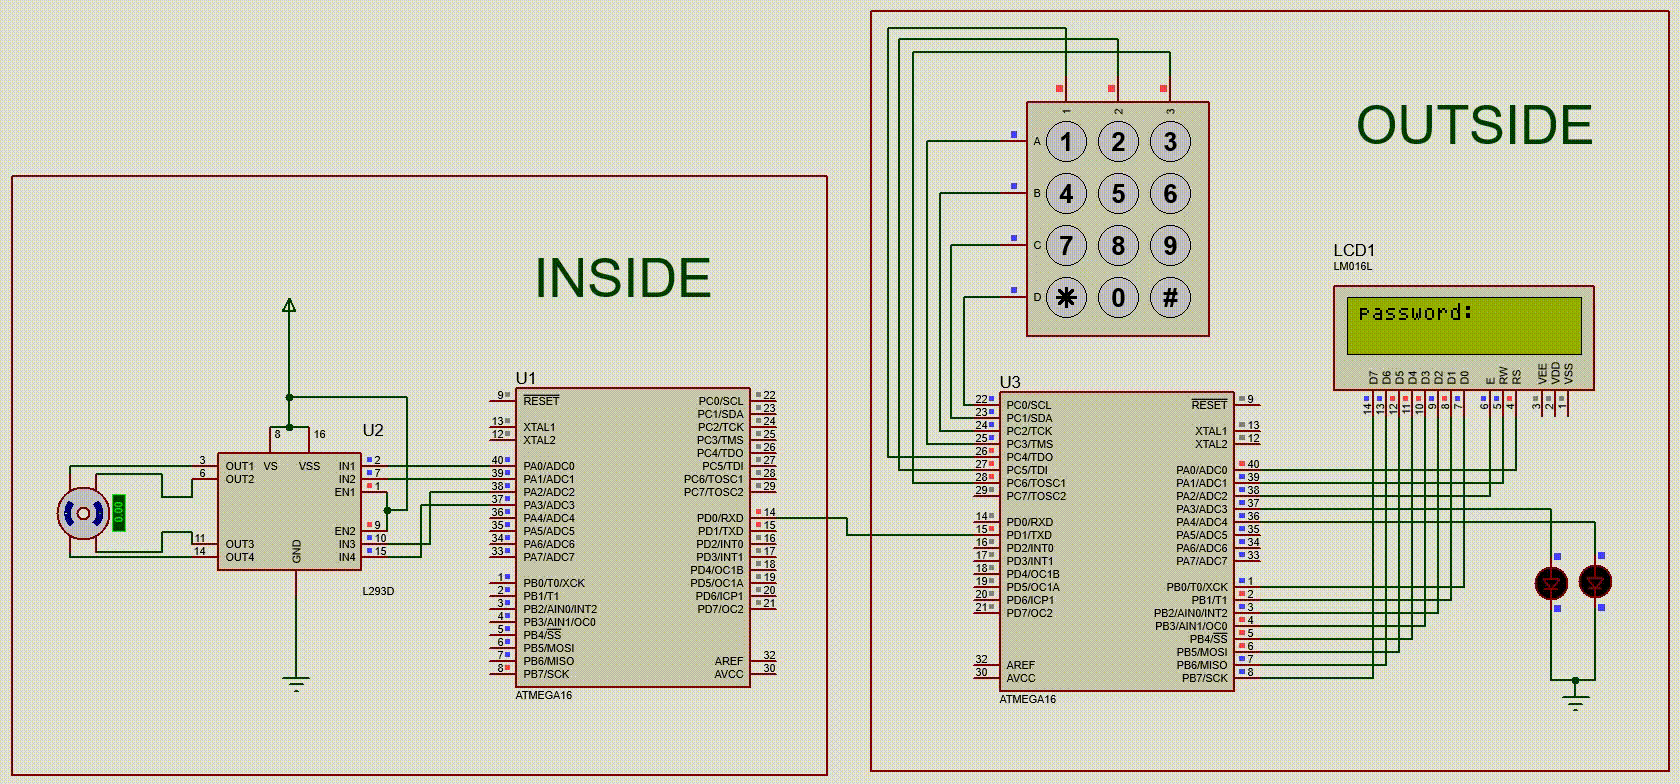 INSIDE
U2
8
16
VS
VSS
3
OUT1
6
OUT2
11
OUT3
14
OUT4
GND
IN1
2
IN2
7
EN1
1
EN2
9
IN3
10
IN4
15
L293D
0.00
U1
9
RESET
13
XTAL1
12
XTAL2
40
PA0/ADC0
39
PA1/ADC1
38
PA2/ADC2
37
PA3/ADC3
36
PA4/ADC4
35
PA5/ADC5
34
PA6/ADC6
33
PA7/ADC7
1
PB0/T0/XCK
2
PB1/T1
3
PB2/AIN0/INT2
4
PB3/AIN1/OC0
5
PB4/SS
6
PB5/MOSI
7
PB6/MISO
8
PB7/SCK
PC0/SCL
22
PC1/SDA
23
PC2/TCK
24
PC3/TMS
25
PC4/TDO
26
PC5/TDI
27
PC6/TOSC1
28
PC7/TOSC2
29
PD0/RXD
14
PD1/TXD
15
PD2/INT0
16
PD3/INT1
17
PD4/OC1B
18
PD5/OC1A
19
PD6/ICP1
20
PD7/OC2
21
AREF
32
AVCC
30
ATMEGA16
OUTSIDE
1
2
3
A
1
2
3
B
4
5
6
C
7
8
9
D
0
#
LCD1
LM016L
password:
D7
D6
D5
D4
D3
D2
D1
D0
E
RW
RS
VEE
VDD
VSS
14
13
12
11
10
9
8
7
6
5
4
3
2
1
U3
22
PC0/SCL
23
PC1/SDA
24
PC2/TCK
25
PC3/TMS
26
PC4/TDO
27
PC5/TDI
28
PC6/TOSC1
29
PC7/TOSC2
14
PD0/RXD
15
PD1/TXD
16
PD2/INT0
17
PD3/INT1
18
PD4/OC1B
19
PD5/OC1A
20
PD6/ICP1
21
PD7/OC2
32
AREF
30
AVCC
RESET
9
XTAL1
13
XTAL2
12
PA0/ADC0
40
PA1/ADC1
39
PA2/ADC2
38
PA3/ADC3
37
PA4/ADC4
36
PA5/ADC5
35
PA6/ADC6
34
PA7/ADC7
33
PB0/T0/XCK
1
PB1/T1
2
PB2/AIN0/INT2
3
PB3/AIN1/OC0
4
PB4/SS
5
PB5/MOSI
6
PB6/MISO
7
PB7/SCK
8
ATMEGA16